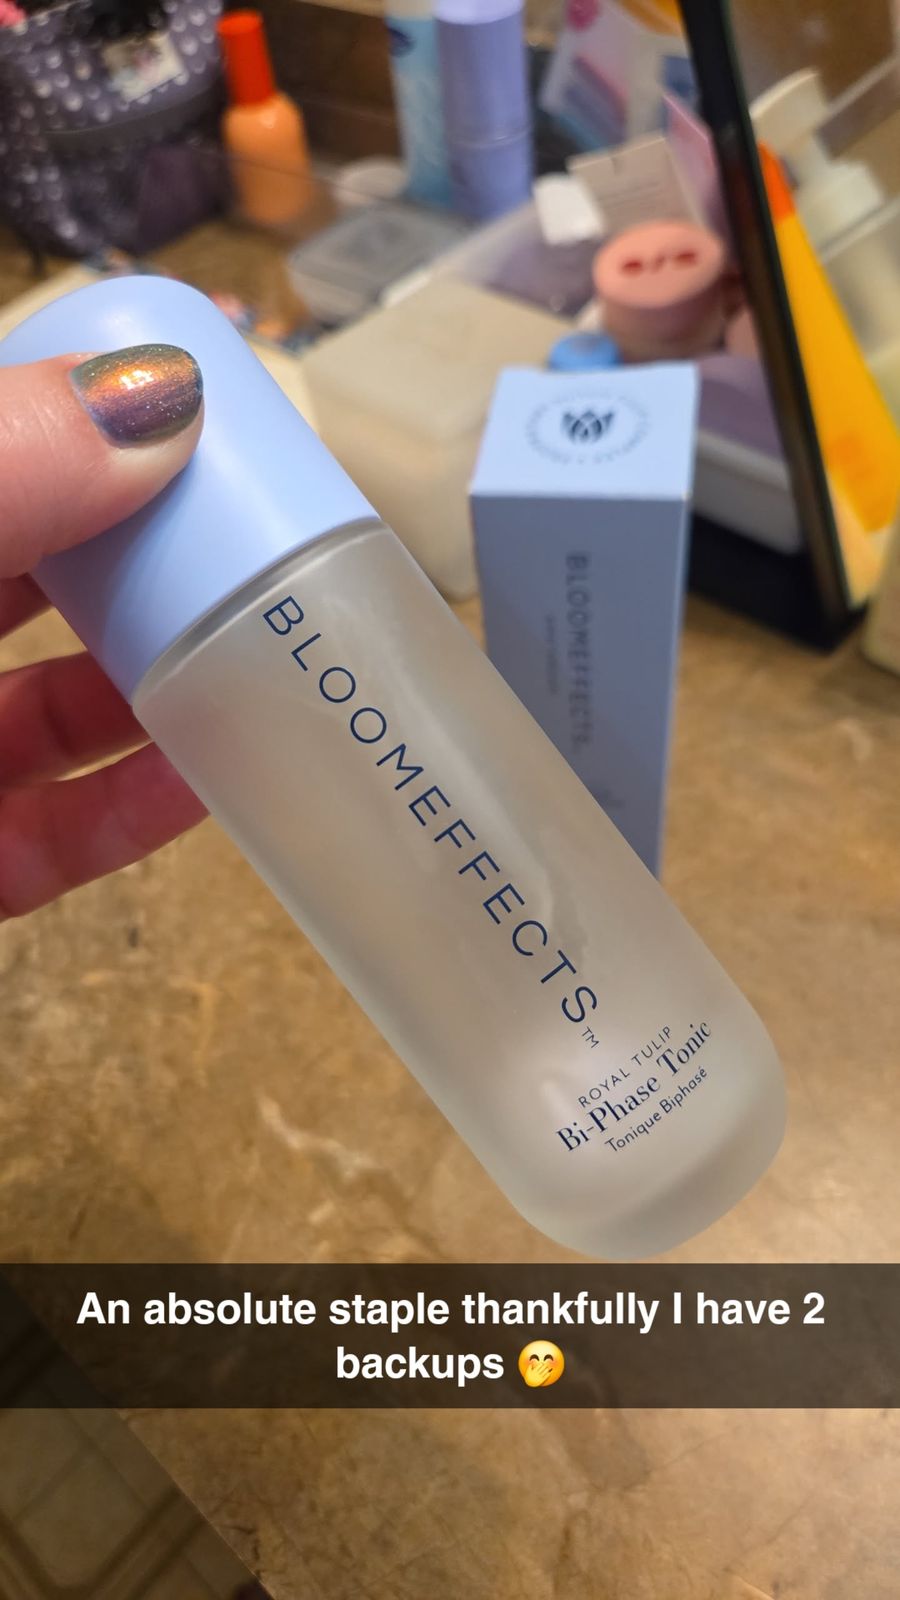 BLOOMEFFECTS™
ROYAL TULIP
Bi-Phase Tonic
Tonique Biphasé
BLOOMEFFECTS
An absolute staple thankfully I have 2
backups 🤭